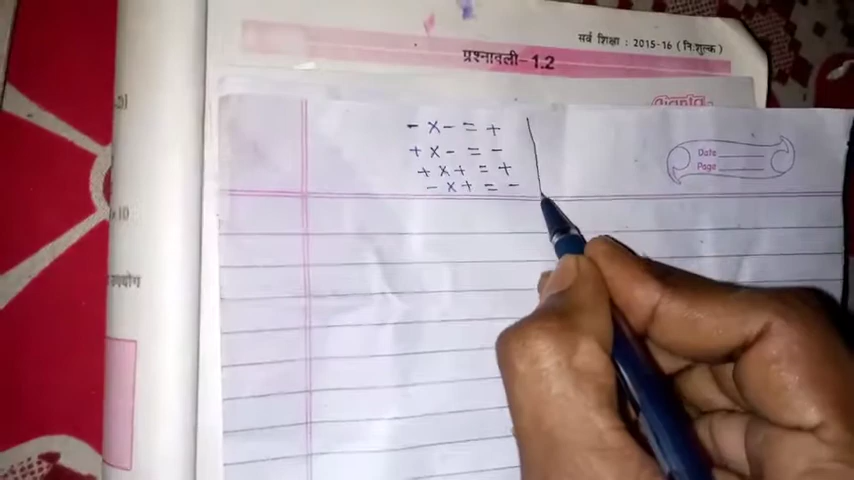 सर्व शिक्षा : 2015-16 (नि:शुल्क)
प्रश्नावली-1.2
- x - = +
+ x - = -
+ x + = +
- x + = -
Date
Page